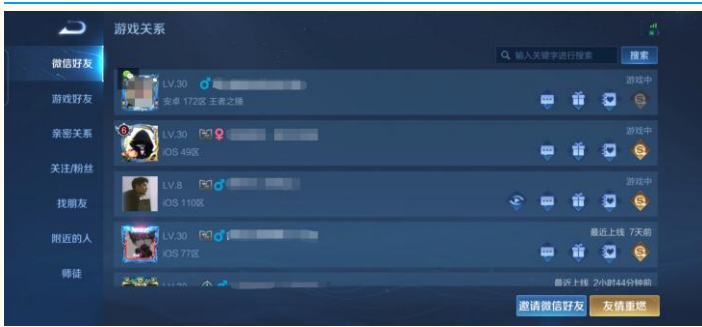 游戏关系
微信好友
游戏好友
亲密关系
关注/粉丝
找朋友
附近的人
师徒
输入关键字进行搜索 搜索
LV.30 游戏中
安卓 172区 王者之巅
6 LV.30 游戏中
iOS 49区
LV.8 游戏中
iOS 110区
LV.30 最近上线 7天前
iOS 77区
LV.30 最近上线 2小时44分钟前
邀请微信好友 友情重燃